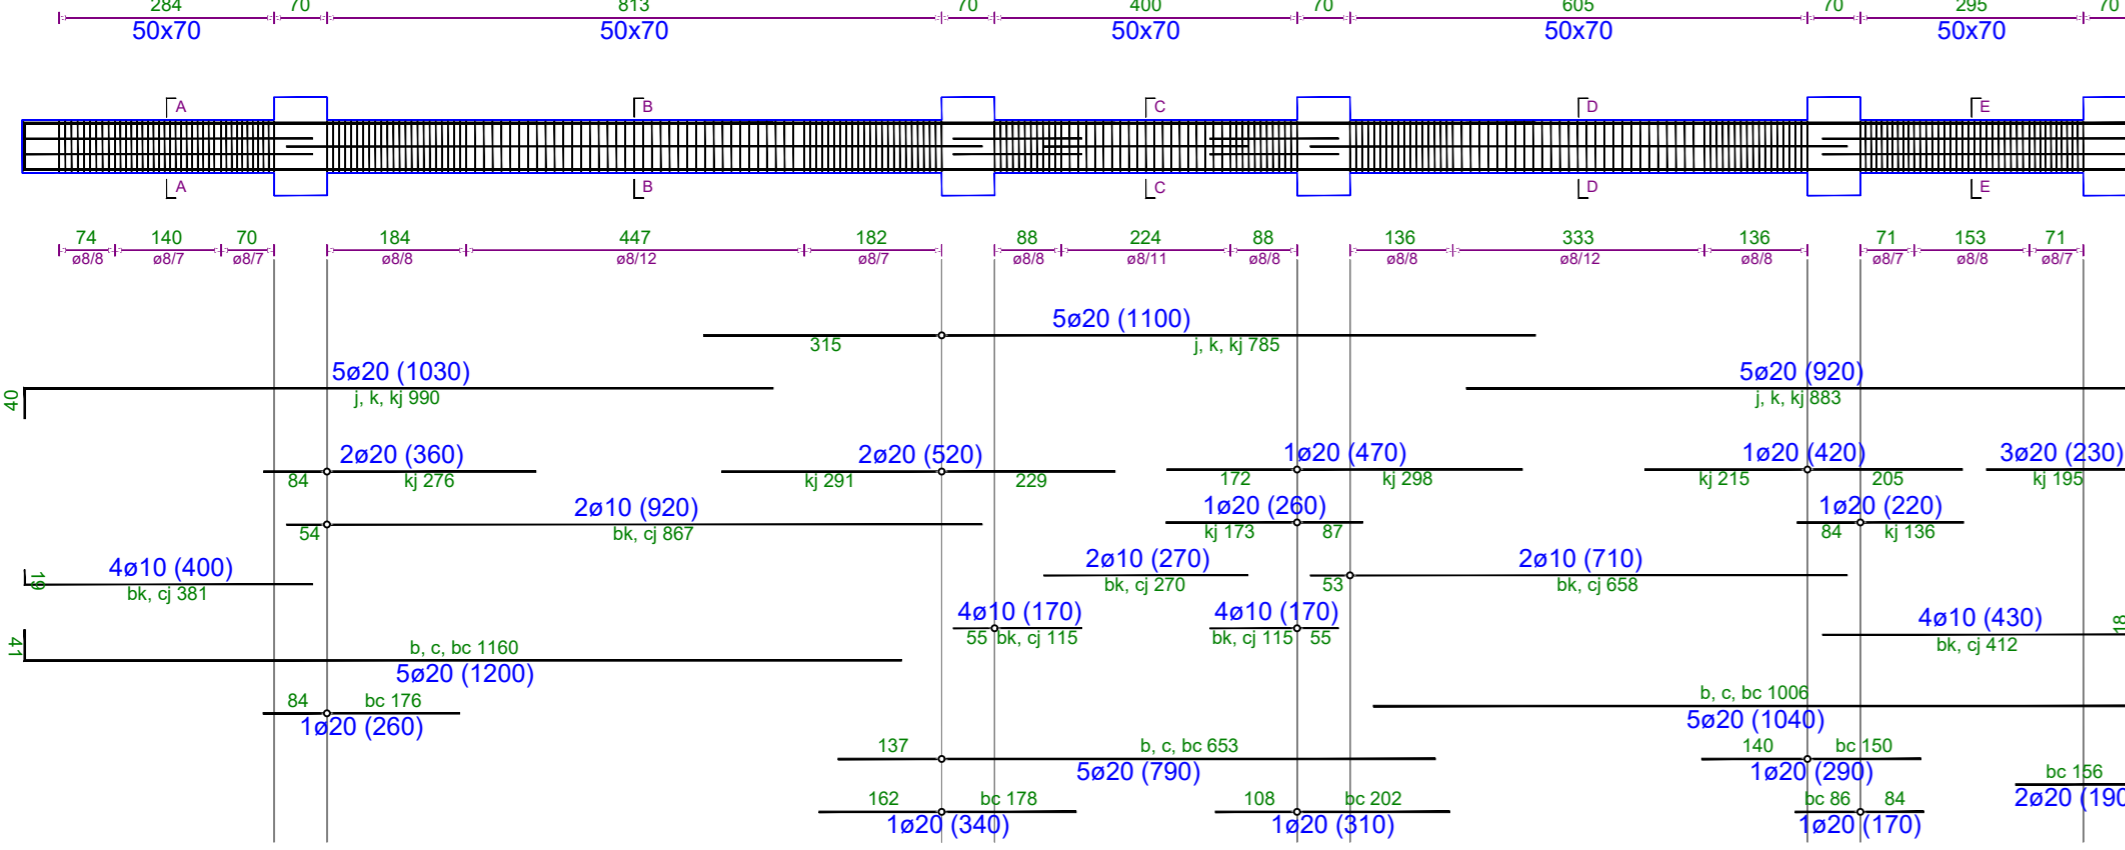 284 70 813 70 400 70 605 70 295 70
50x70 50x70 50x70 50x70 50x70
A B C D E
A B C D E
74 140 70 184 447 182 88 224 88 136 333 136 71 153 71
ø8/8 ø8/7 ø8/7 ø8/8 ø8/12 ø8/7 ø8/8 ø8/11 ø8/8 ø8/8 ø8/12 ø8/8 ø8/7 ø8/8 ø8/7
5ø20 (1100)
315 j, k, kj 785
5ø20 (1030) 5ø20 (920)
40 j, k, kj 990 j, k, kj 883
2ø20 (360) 2ø20 (520) 1ø20 (470) 1ø20 (420) 3ø20 (230)
84 kj 276 kj 291 229 172 kj 298 kj 215 205 kj 195
2ø10 (920) 1ø20 (260) 1ø20 (220)
54 bk, cj 867 kj 173 87 84 kj 136
4ø10 (400) 2ø10 (270) 2ø10 (710)
19 bk, cj 381 bk, cj 270 53 bk, cj 658
4ø10 (170) 4ø10 (170) 4ø10 (430)
55 bk, cj 115 bk, cj 115 55 bk, cj 412 18
41 b, c, bc 1160
5ø20 (1200)
84 bc 176 b, c, bc 1006
1ø20 (260) 5ø20 (1040)
137 b, c, bc 653 140 bc 150
5ø20 (790) 1ø20 (290) bc 156
162 bc 178 108 bc 202 bc 86 84 2ø20 (190
1ø20 (340) 1ø20 (310) 1ø20 (170)